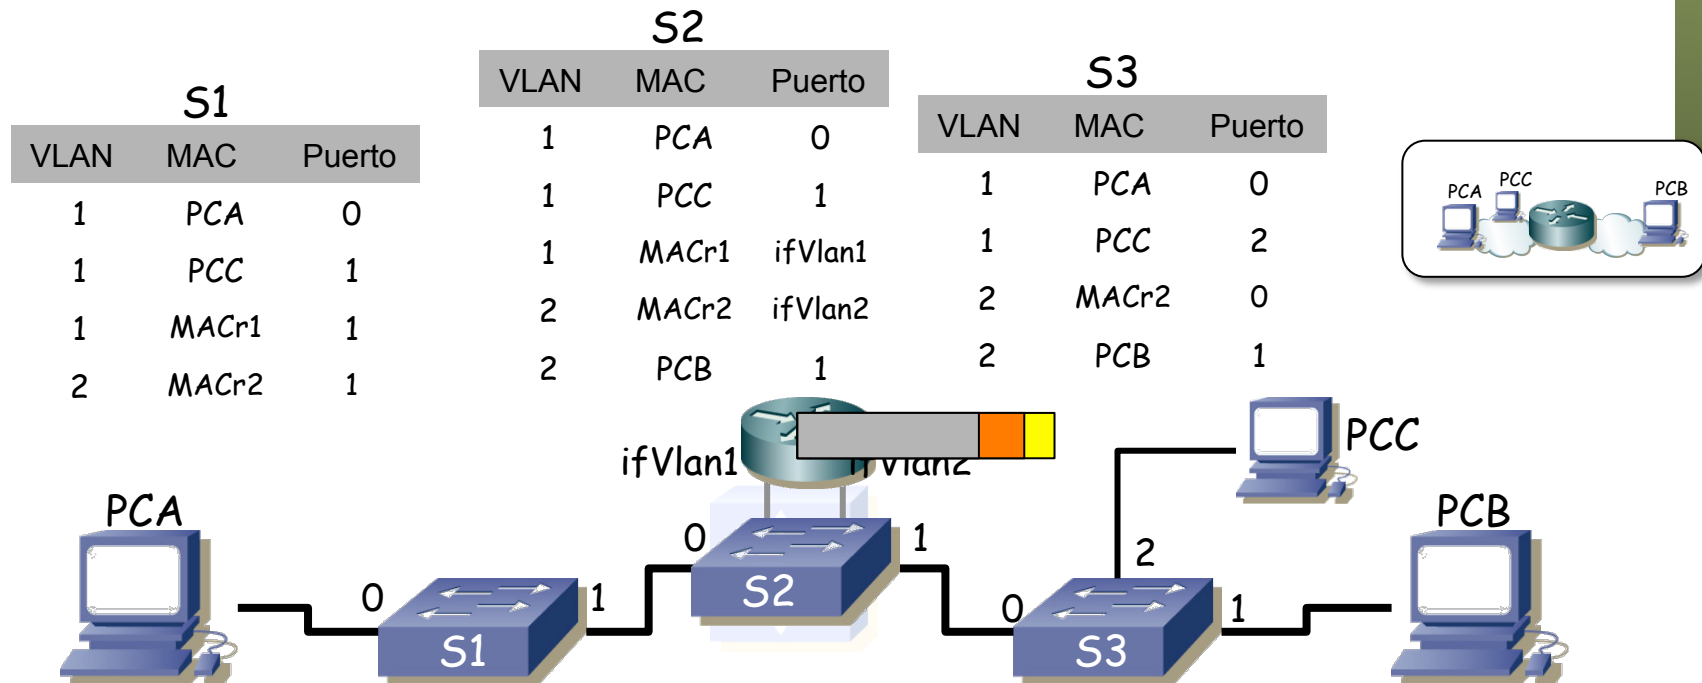 S1
VLAN MAC Puerto
1 PCA 0
1 PCC 1
1 MACr1 1
2 MACr2 1
S2
VLAN MAC Puerto
1 PCA 0
1 PCC 1
1 MACr1 ifVlan1
2 MACr2 ifVlan2
2 PCB 1
S3
VLAN MAC Puerto
1 PCA 0
1 PCC 2
2 MACr2 0
2 PCB 1
PCA PCC PCB
ifVlan1 ifVlan2
PCC
PCA
PCB
0 1
2
0 1
0 1
S2
S1
S3